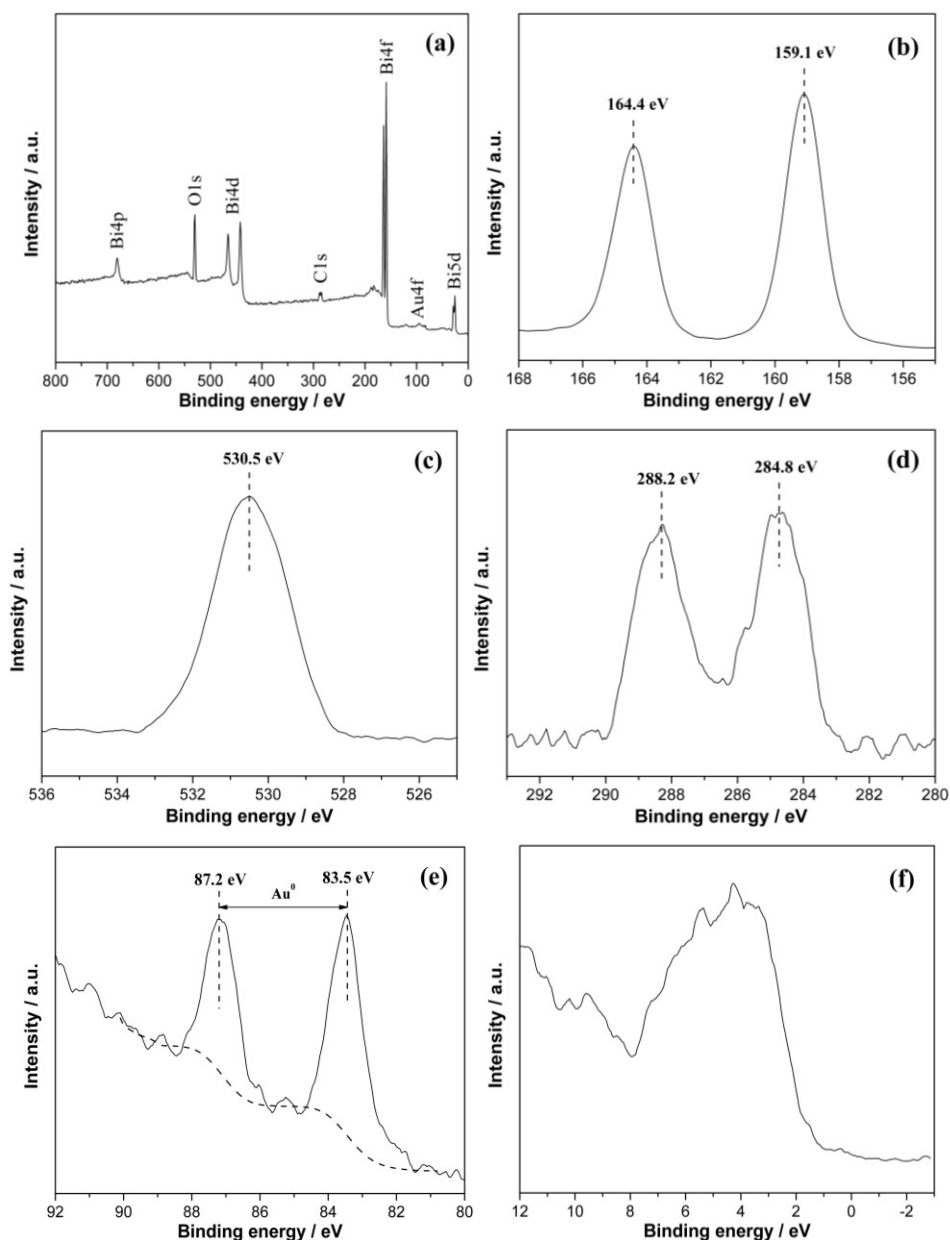 (a)
Bi4p
O1s
Bi4d
C1s
Bi4f
Au4f
Bi5d
Intensity / a.u.
800 700 600 500 400 300 200 100 0
Binding energy / eV
(b)
164.4 eV
159.1 eV
Intensity / a.u.
168 166 164 162 160 158 156
Binding energy / eV
(c)
530.5 eV
Intensity / a.u.
536 534 532 530 528 526
Binding energy / eV
(d)
288.2 eV
284.8 eV
Intensity / a.u.
292 290 288 286 284 282 280
Binding energy / eV
(e)
87.2 eV
83.5 eV
Au⁰
Intensity / a.u.
92 90 88 86 84 82 80
Binding energy / eV
(f)
Intensity / a.u.
12 10 8 6 4 2 0 -2
Binding energy / eV